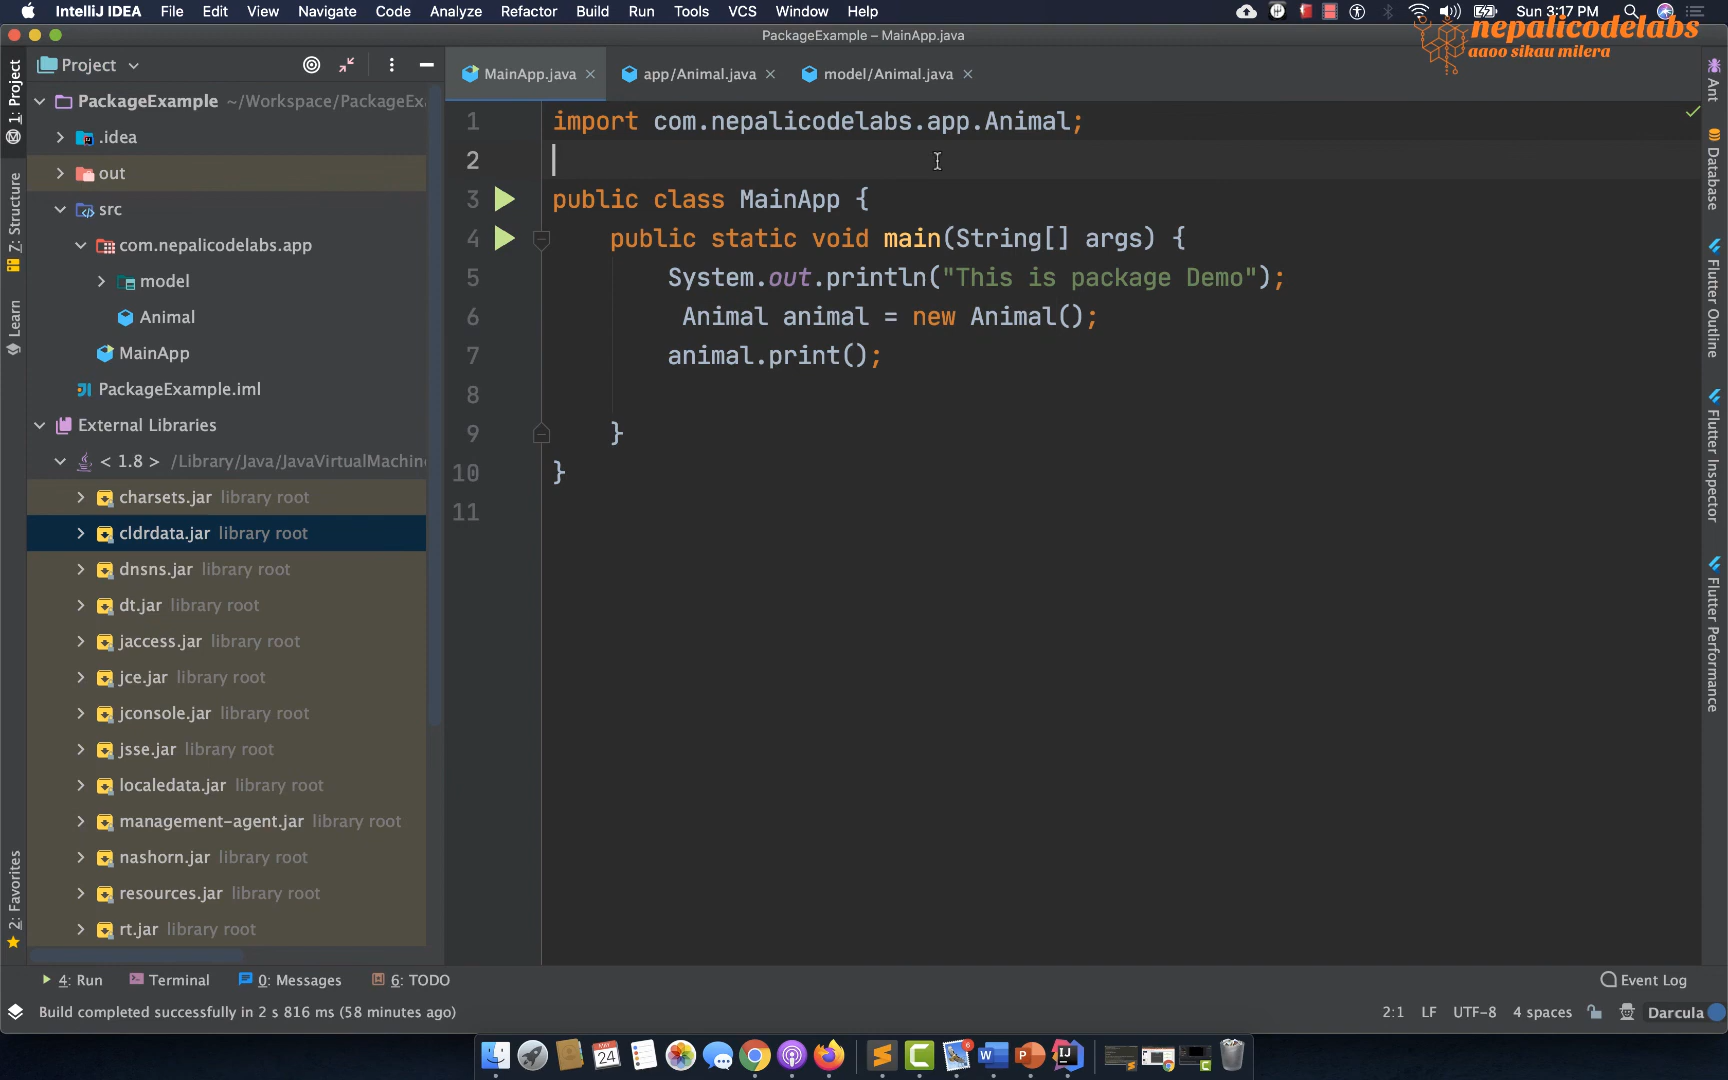 IntelliJ IDEA File Edit View Navigate Code Analyze Refactor Build Run Tools VCS Window Help Sun 3:17 PM
PackageExample – MainApp.java
nepalicodelabs
aaoo sikau milera
Project
MainApp.java app/Animal.java model/Animal.java
1: Project
Z: Structure
Learn
2: Favorites
PackageExample ~/Workspace/PackageEx
.idea
out
src
com.nepalicodelabs.app
model
Animal
MainApp
PackageExample.iml
External Libraries
< 1.8 > /Library/Java/JavaVirtualMachin
charsets.jar library root
cldrdata.jar library root
dnsns.jar library root
dt.jar library root
jaccess.jar library root
jce.jar library root
jconsole.jar library root
jsse.jar library root
localedata.jar library root
management-agent.jar library root
nashorn.jar library root
resources.jar library root
rt.jar library root
1 import com.nepalicodelabs.app.Animal;
2
3 public class MainApp {
4 public static void main(String[] args) {
5 System.out.println("This is package Demo");
6 Animal animal = new Animal();
7 animal.print();
8
9 }
10 }
11
Ant
Database
Flutter Outline
Flutter Inspector
Flutter Performance
4: Run Terminal 0: Messages 6: TODO Event Log
Build completed successfully in 2 s 816 ms (58 minutes ago) 2:1 LF UTF-8 4 spaces Darcula
24